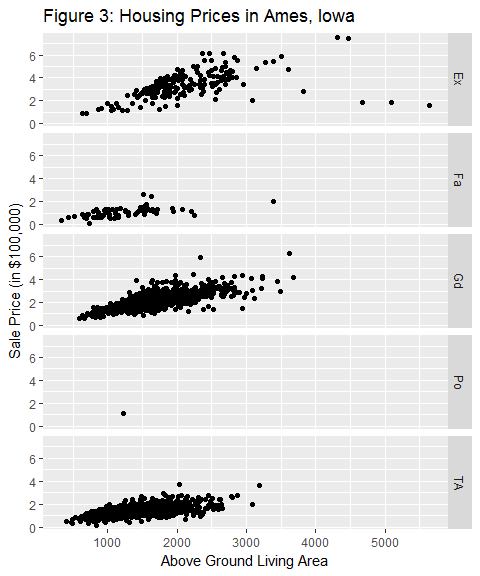 Figure 3: Housing Prices in Ames, Iowa
Sale Price (in $100,000)
6
4
2
0
Ex
6
4
2
0
Fa
6
4
2
0
Gd
6
4
2
0
Po
6
4
2
0
TA
1000 2000 3000 4000 5000
Above Ground Living Area